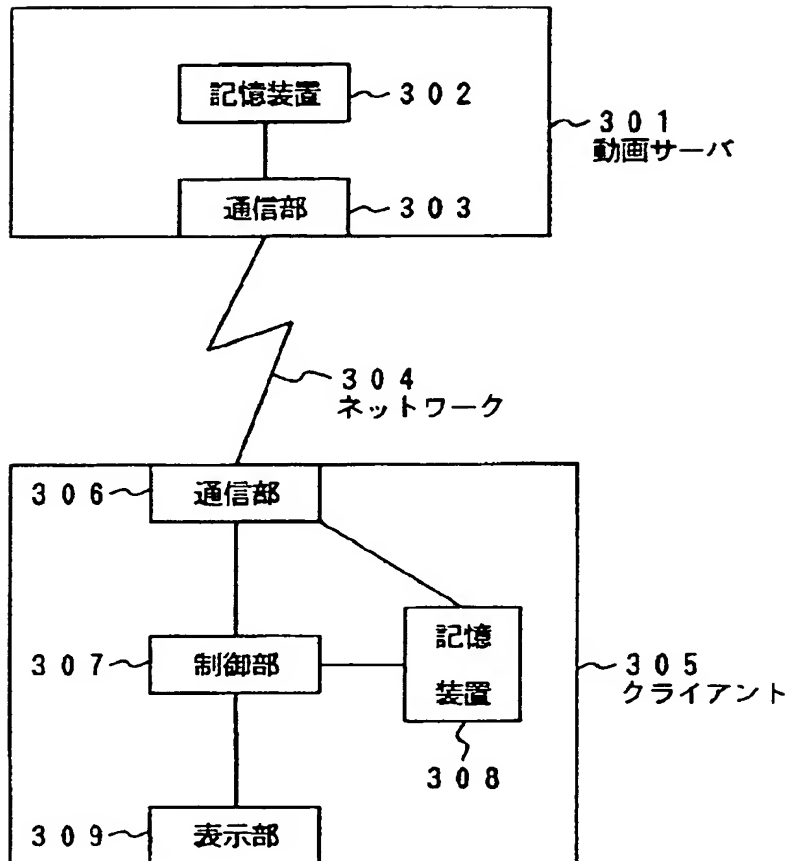 記憶装置
３０２
３０１
動画サーバ
通信部
３０３
３０４
ネットワーク
３０６
通信部
３０７
制御部
記憶
装置
３０８
３０５
クライアント
３０９
表示部